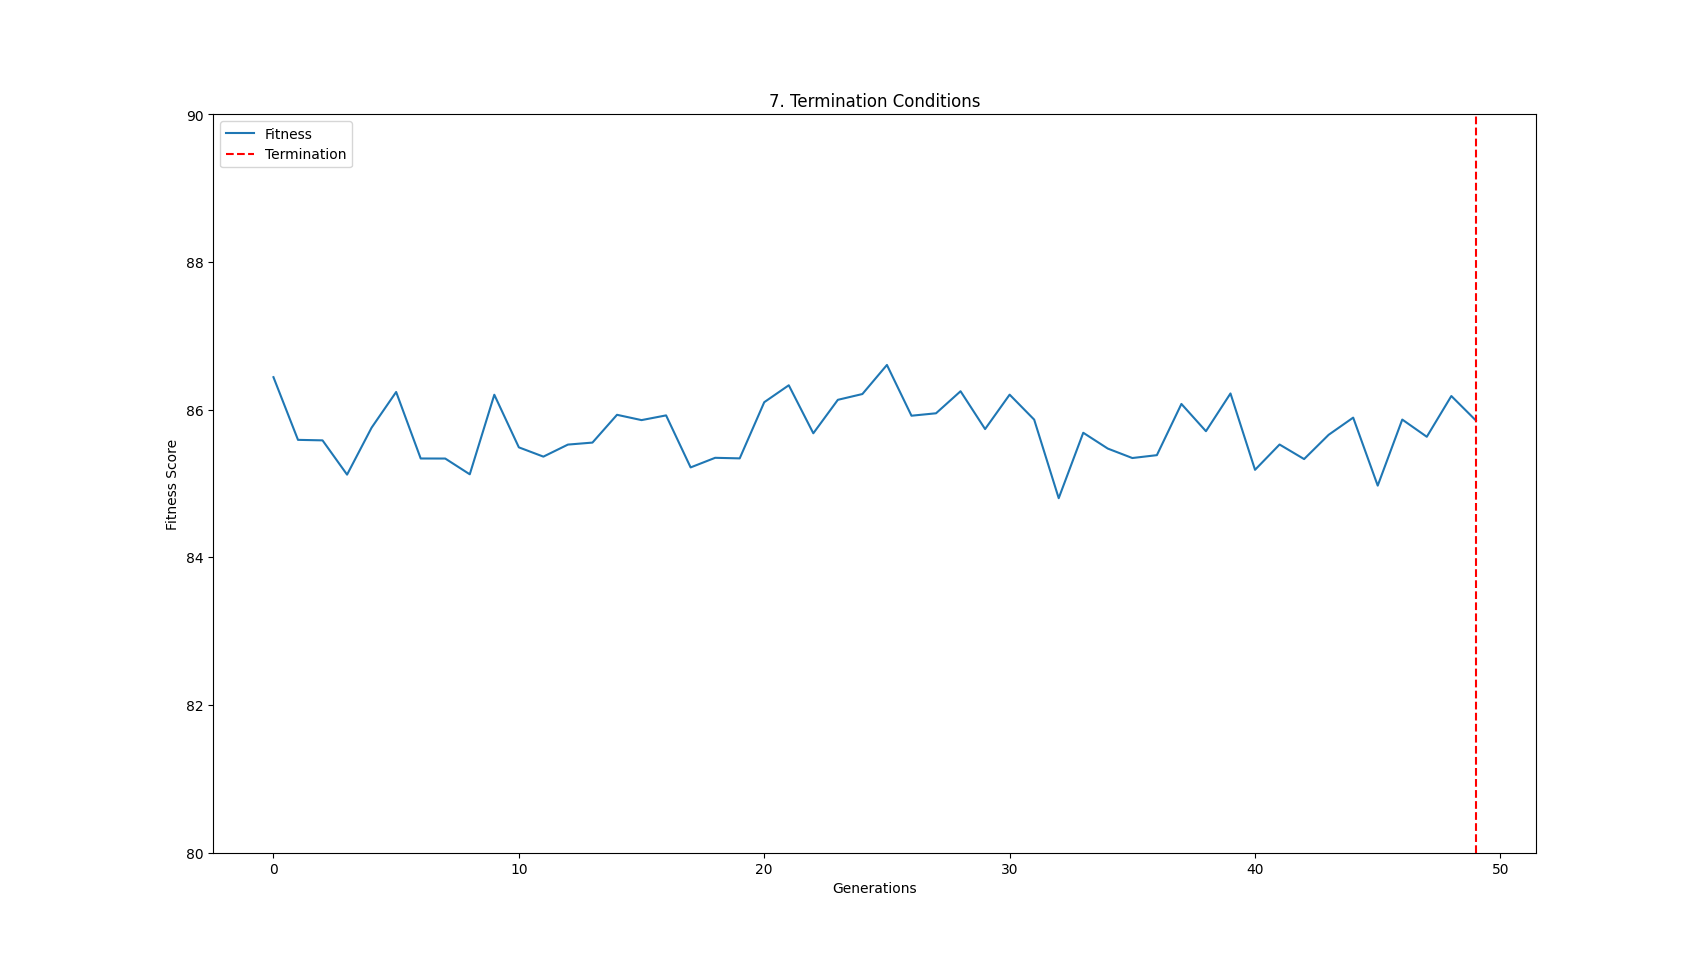 7. Termination Conditions
Fitness
Termination
90
88
86
84
82
80
Fitness Score
0 10 20 30 40 50
Generations